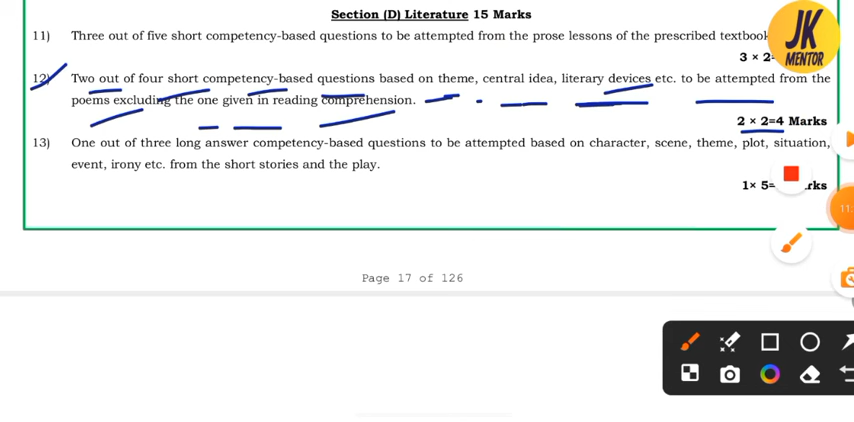 Section (D) Literature 15 Marks
11) Three out of five short competency-based questions to be attempted from the prose lessons of the prescribed textbook
3 × 2=
12) Two out of four short competency-based questions based on theme, central idea, literary devices etc. to be attempted from the
poems excluding the one given in reading comprehension.
2 × 2=4 Marks
13) One out of three long answer competency-based questions to be attempted based on character, scene, theme, plot, situation,
event, irony etc. from the short stories and the play.
1× 5=
Page 17 of 126
JK
MENTOR
11: